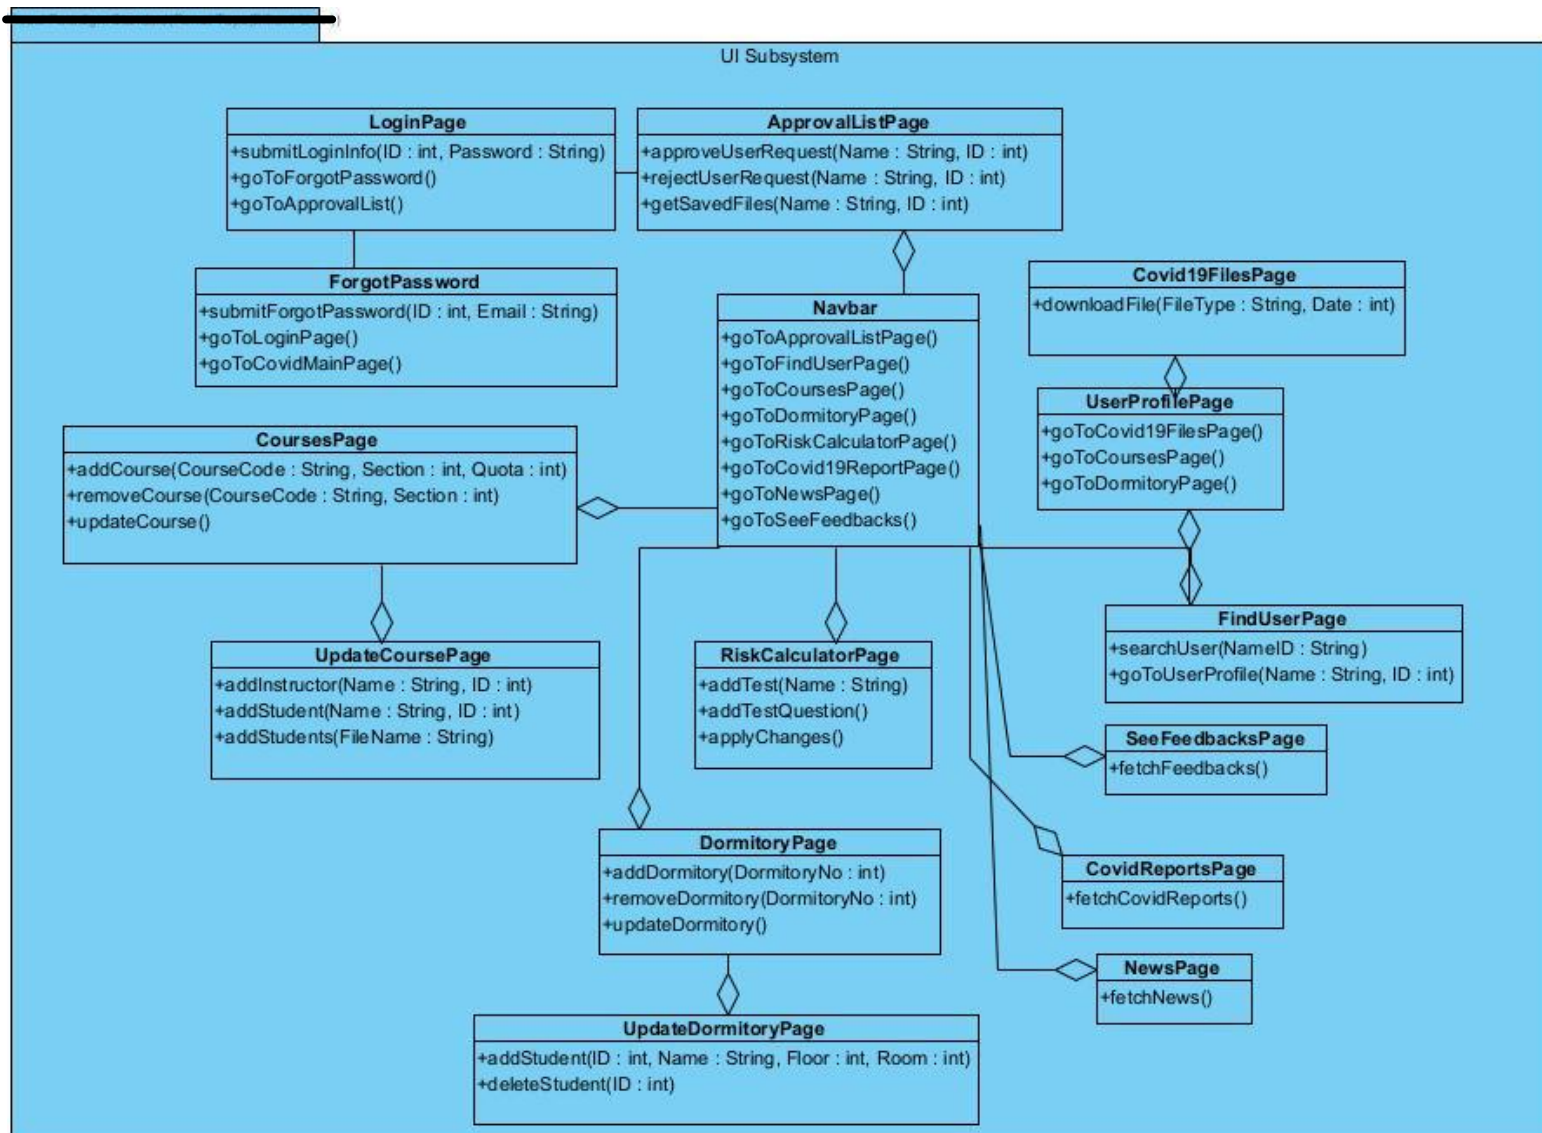 UI Subsystem
LoginPage
+submitLoginInfo(ID : int, Password : String)
+goToForgotPassword()
+goToApprovalList()
ApprovalListPage
+approveUserRequest(Name : String, ID : int)
+rejectUserRequest(Name : String, ID : int)
+getSavedFiles(Name : String, ID : int)
ForgotPassword
+submitForgotPassword(ID : int, Email : String)
+goToLoginPage()
+goToCovidMainPage()
Navbar
+goToApprovalListPage()
+goToFindUserPage()
+goToCoursesPage()
+goToDormitoryPage()
+goToRiskCalculatorPage()
+goToCovid19ReportPage()
+goToNewsPage()
+goToSeeFeedbacks()
Covid19FilesPage
+downloadFile(FileType : String, Date : int)
UserProfilePage
+goToCovid19FilesPage()
+goToCoursesPage()
+goToDormitoryPage()
CoursesPage
+addCourse(CourseCode : String, Section : int, Quota : int)
+removeCourse(CourseCode : String, Section : int)
+updateCourse()
UpdateCoursePage
+addInstructor(Name : String, ID : int)
+addStudent(Name : String, ID : int)
+addStudents(FileName : String)
RiskCalculatorPage
+addTest(Name : String)
+addTestQuestion()
+applyChanges()
FindUserPage
+searchUser(NameID : String)
+goToUserProfile(Name : String, ID : int)
SeeFeedbacksPage
+fetchFeedbacks()
DormitoryPage
+addDormitory(DormitoryNo : int)
+removeDormitory(DormitoryNo : int)
+updateDormitory()
CovidReportsPage
+fetchCovidReports()
NewsPage
+fetchNews()
UpdateDormitoryPage
+addStudent(ID : int, Name : String, Floor : int, Room : int)
+deleteStudent(ID : int)